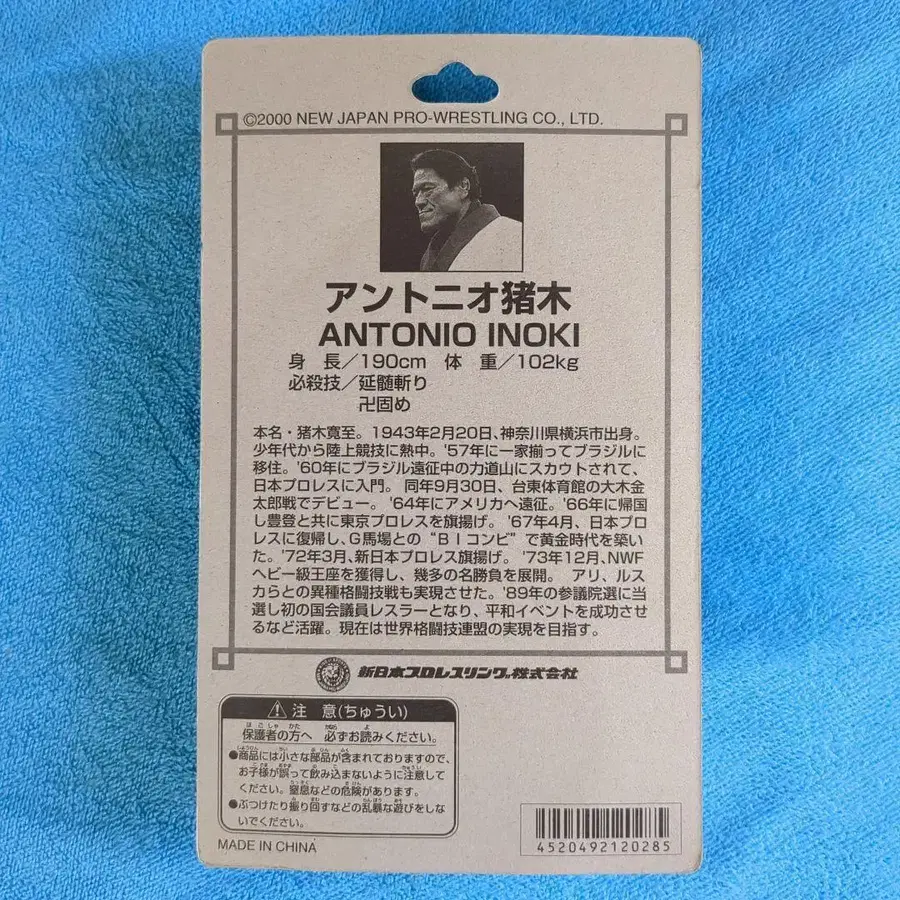 ©2000 NEW JAPAN PRO-WRESTLING CO., LTD.
アントニオ猪木
ANTONIO INOKI
身 長／190cm 体 重／102kg
必殺技／延髄斬り
卍固め
本名・猪木寛至。1943年2月20日、神奈川県横浜市出身。
少年代から陸上競技に熱中。'57年に一家揃ってブラジルに
移住。'60年にブラジル遠征中の力道山にスカウトされて、
日本プロレスに入門。 同年9月30日、台東体育館の大木金
太郎戦でデビュー。 '64年にアメリカへ遠征。'66年に帰国
し豊登と共に東京プロレスを旗揚げ。 '67年4月、日本プロ
レスに復帰し、G馬場との “ＢＩコンビ” で黄金時代を築い
た。'72年3月、新日本プロレス旗揚げ。 '73年12月、NWF
ヘビー級王座を獲得し、幾多の名勝負を展開。 アリ、ルス
カらとの異種格闘技戦も実現させた。'89年の参議院選に当
選し初の国会議員レスラーとなり、平和イベントを成功させ
るなど活躍。現在は世界格闘技連盟の実現を目指す。
新日本プロレスリング株式会社
注 意(ちゅうい)
保護者の方へ 必ずお読みください。
●商品には小さな部品が含まれておりますので、
お子様が誤って飲み込まないように注意して
ください。窒息などの危険があります。
●ぶつけたり振り回すなどの乱暴な遊びをしな
いでください。
MADE IN CHINA
4520492120285